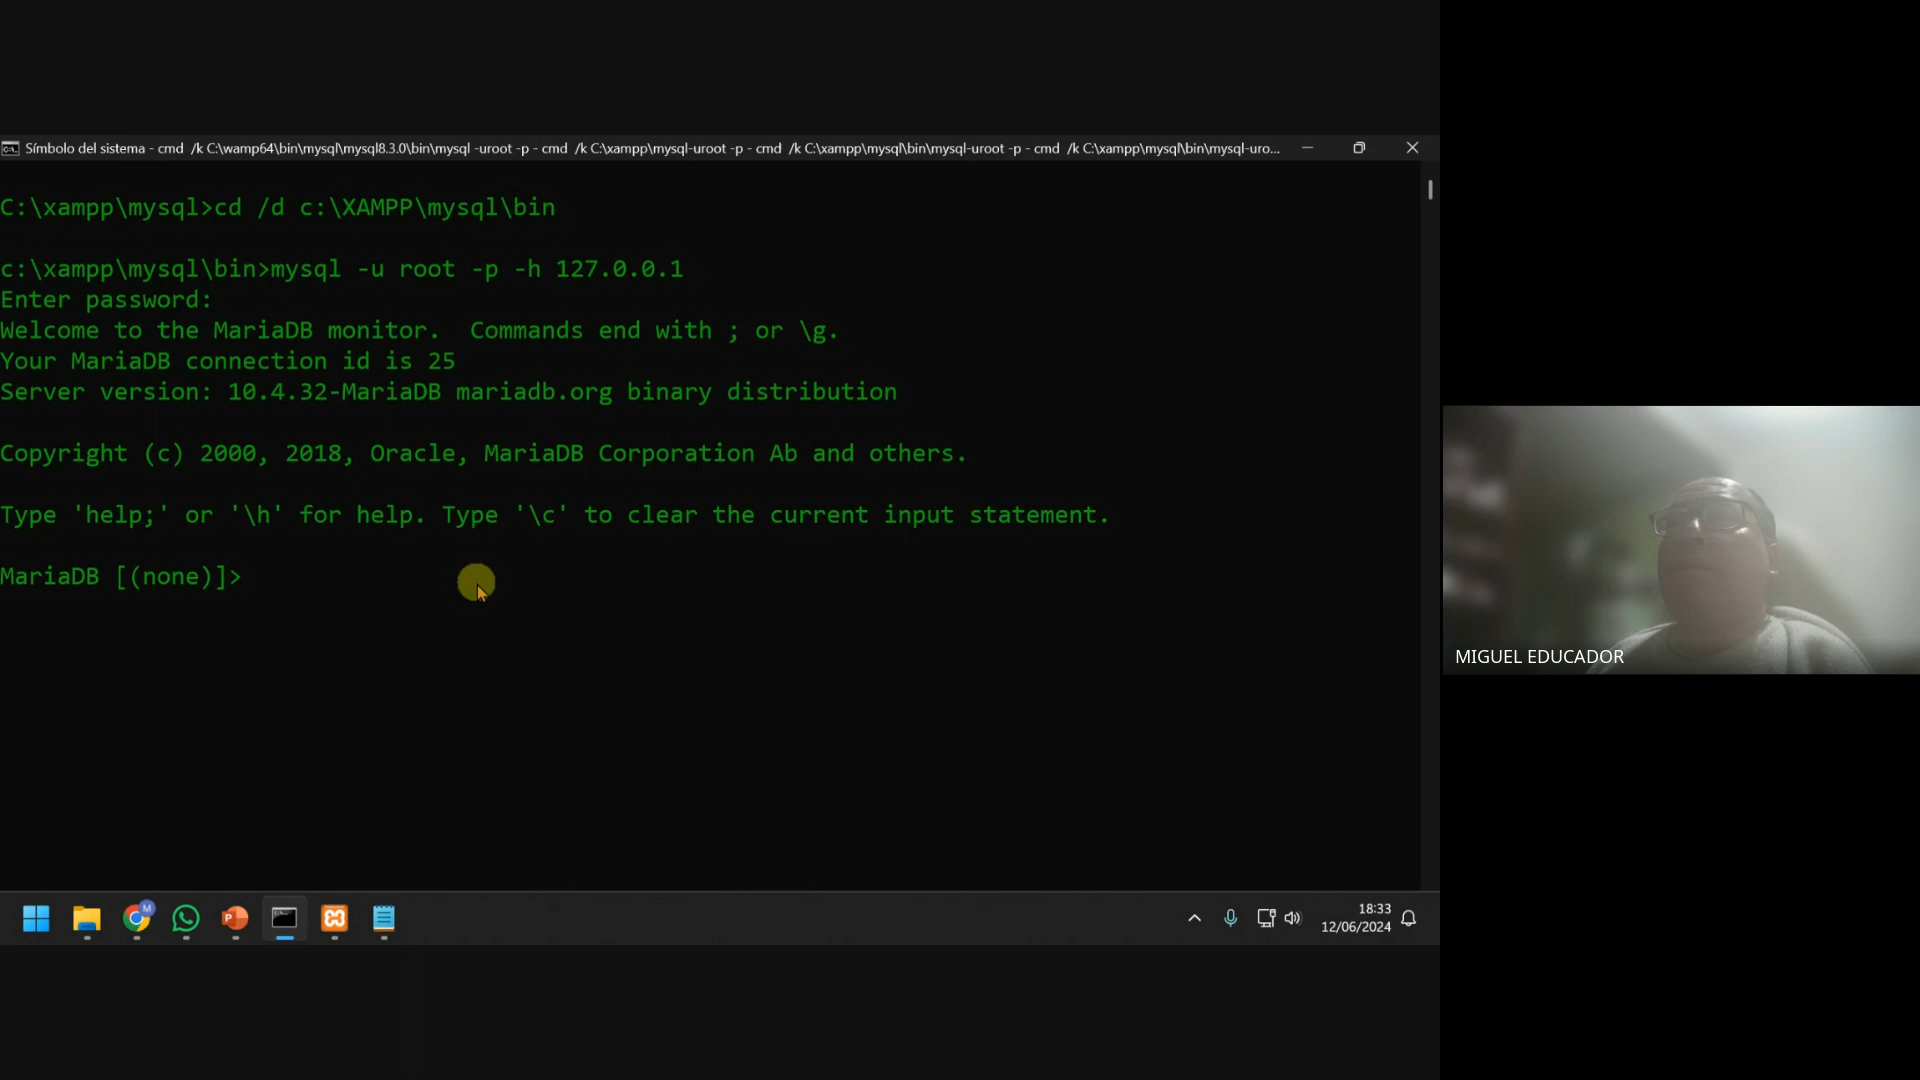 Símbolo del sistema - cmd /k C:\wamp64\bin\mysql\mysql8.3.0\bin\mysql -uroot -p - cmd /k C:\xampp\mysql-uroot -p - cmd /k C:\xampp\mysql\bin\mysql-uroot -p - cmd /k C:\xampp\mysql\bin\mysql-uro...
C:\xampp\mysql>cd /d c:\XAMPP\mysql\bin
c:\xampp\mysql\bin>mysql -u root -p -h 127.0.0.1
Enter password:
Welcome to the MariaDB monitor.  Commands end with ; or \g.
Your MariaDB connection id is 25
Server version: 10.4.32-MariaDB mariadb.org binary distribution
Copyright (c) 2000, 2018, Oracle, MariaDB Corporation Ab and others.
Type 'help;' or '\h' for help. Type '\c' to clear the current input statement.
MariaDB [(none)]>
MIGUEL EDUCADOR
18:33
12/06/2024